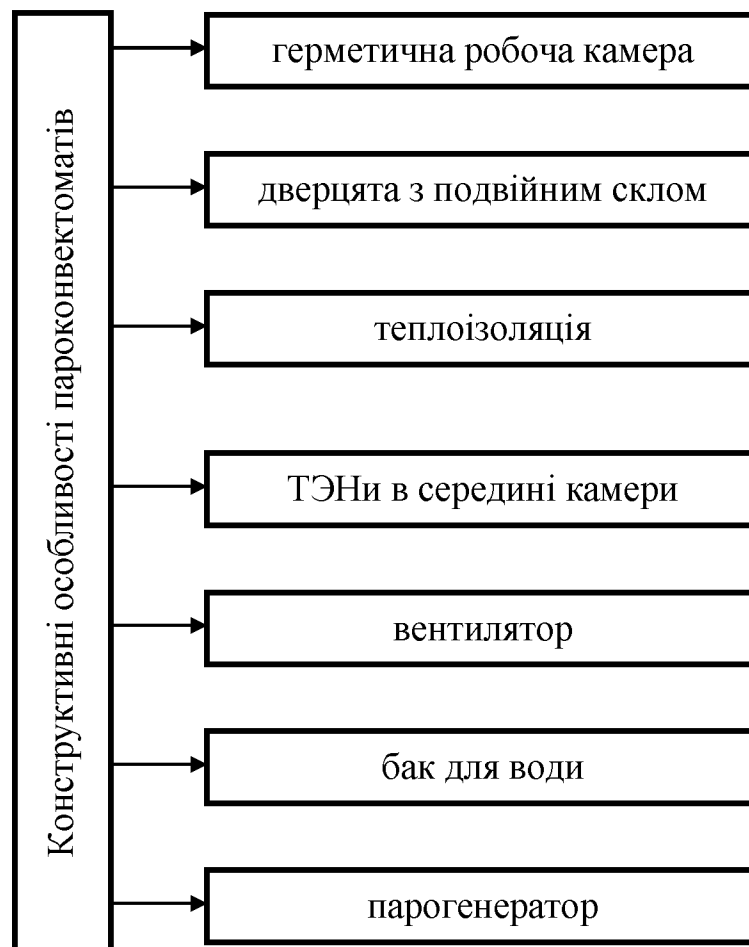 Конструктивні особливості пароконвектоматів
герметична робоча камера
дверцята з подвійним склом
теплоізоляція
ТЭНи в середині камери
вентилятор
бак для води
парогенератор